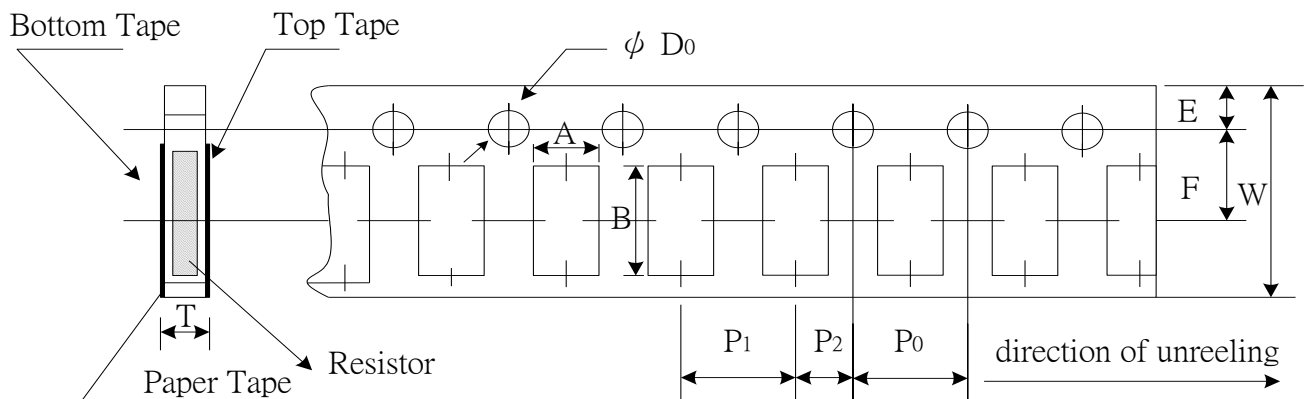 Bottom Tape
Top Tape
ψ D0
A
E
B
F
W
T
P1
P2
P0
direction of unreeling
Resistor
Paper Tape